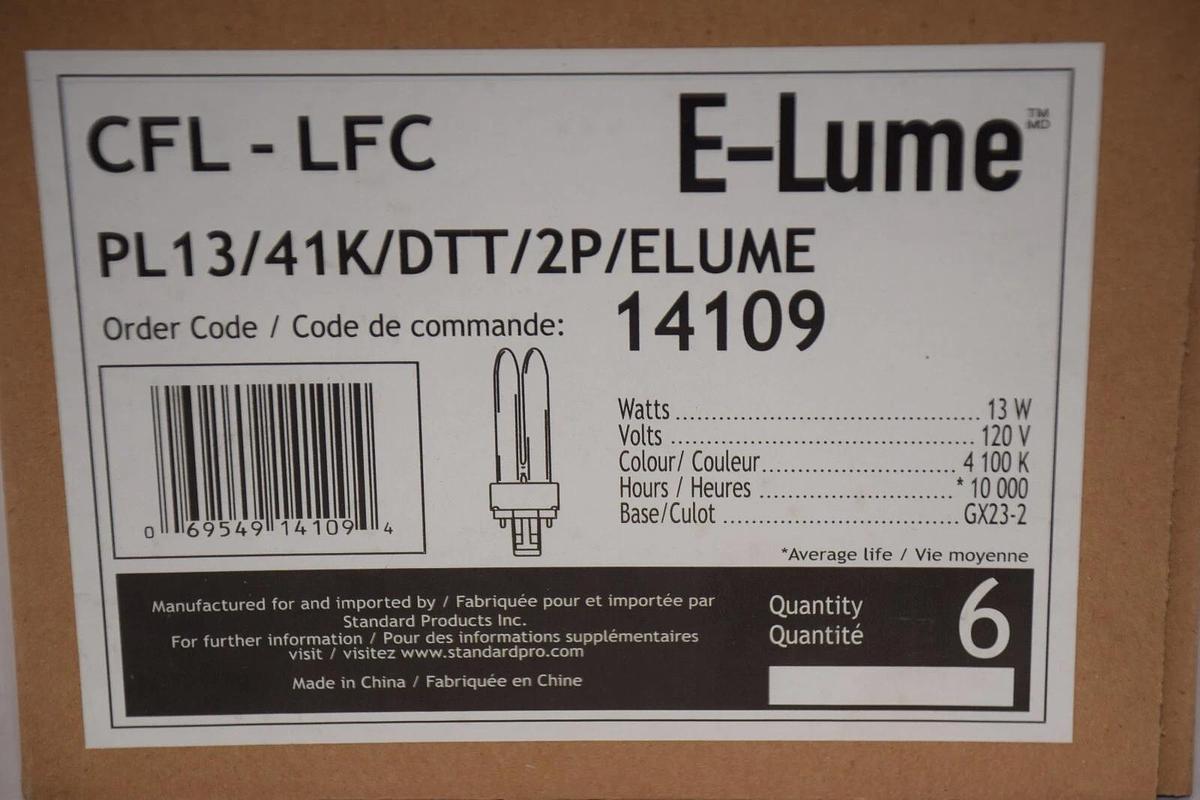 CFL - LFC
E-Lume
TM
MD
PL13/41K/DTT/2P/ELUME
Order Code / Code de commande: 14109
0 69549 14109 4
Watts ........................................ 13 W
Volts ........................................ 120 V
Colour/ Couleur.......................... 4 100 K
Hours / Heures ..........................* 10 000
Base/Culot ................................ GX23-2
*Average life / Vie moyenne
Manufactured for and imported by / Fabriquée pour et importée par
Standard Products Inc.
For further information / Pour des informations supplémentaires
visit / visitez www.standardpro.com
Made in China / Fabriquée en Chine
Quantity
Quantité
6